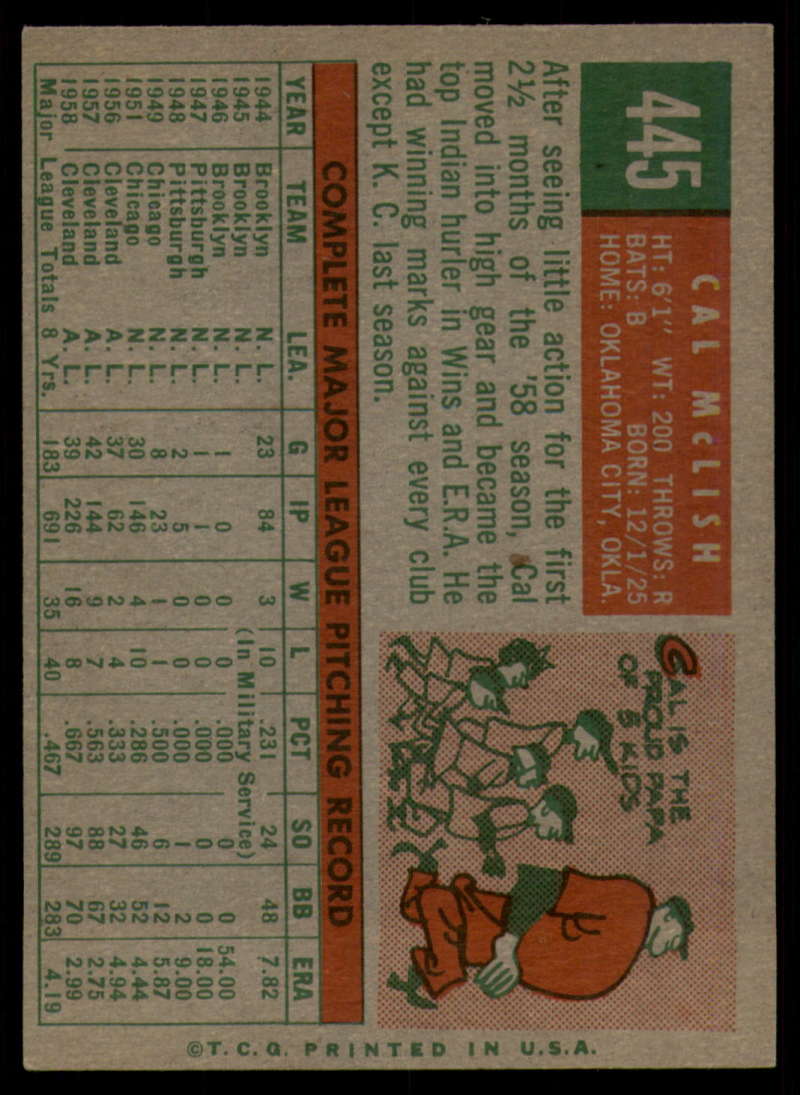 445
CAL McLISH
HT: 6'1" WT: 200 THROWS: R
BATS: B BORN: 12/1/25
HOME: OKLAHOMA CITY, OKLA.
After seeing little action for the first
2½ months of the '58 season, Cal
moved into high gear and became the
top Indian hurler in Wins and E.R.A. He
had winning marks against every club
except K. C. last season.
CAL IS THE
PROUD PAPA
OF 5 KIDS
COMPLETE MAJOR LEAGUE PITCHING RECORD
YEAR TEAM LEA. G IP W L PCT SO BB ERA
1944 Brooklyn N. L. 23 84 3 10 .231 24 48 7.82
1945 Brooklyn N. L. (In Military Service)
1946 Brooklyn N. L. 1 0 0 0 .000 0 0 54.00
1947 Pittsburgh N. L. 1 1 0 0 .000 0 0 18.00
1948 Pittsburgh N. L. 2 5 0 0 .000 1 2 9.00
1949 Chicago N. L. 8 23 1 1 .500 6 12 5.87
1951 Chicago N. L. 30 146 4 10 .286 46 52 4.44
1956 Cleveland A. L. 37 62 2 4 .333 27 32 4.94
1957 Cleveland A. L. 42 144 9 7 .563 88 67 2.75
1958 Cleveland A. L. 39 226 16 8 .667 97 70 2.99
Major League Totals 8 Yrs. 183 691 35 40 .467 289 283 4.19
©T.C.G. PRINTED IN U.S.A.